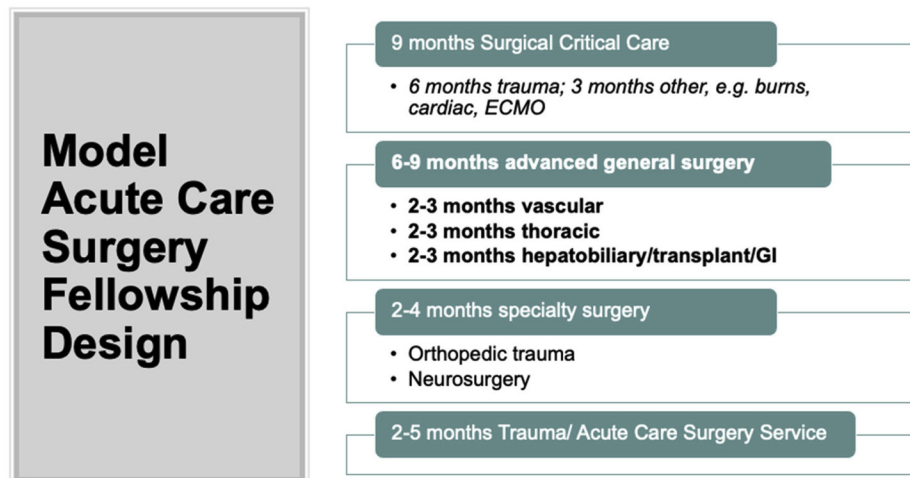 Model
Acute Care
Surgery
Fellowship
Design
9 months Surgical Critical Care
• 6 months trauma; 3 months other, e.g. burns,
cardiac, ECMO
6-9 months advanced general surgery
• 2-3 months vascular
• 2-3 months thoracic
• 2-3 months hepatobiliary/transplant/GI
2-4 months specialty surgery
• Orthopedic trauma
• Neurosurgery
2-5 months Trauma/ Acute Care Surgery Service